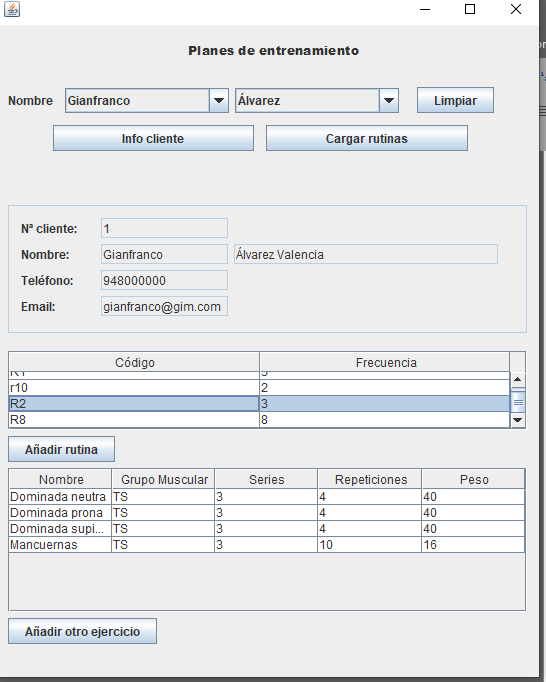 Planes de entrenamiento
Nombre Gianfranco Álvarez Limpiar
Info cliente Cargar rutinas
Nª cliente: 1
Nombre: Gianfranco Álvarez Valencia
Teléfono: 948000000
Email: gianfranco@gim.com
Código Frecuencia
r10 2
R2 3
R8 8
Añadir rutina
Nombre Grupo Muscular Series Repeticiones Peso
Dominada neutra TS 3 4 40
Dominada prona TS 3 4 40
Dominada supi... TS 3 4 40
Mancuernas TS 3 10 16
Añadir otro ejercicio